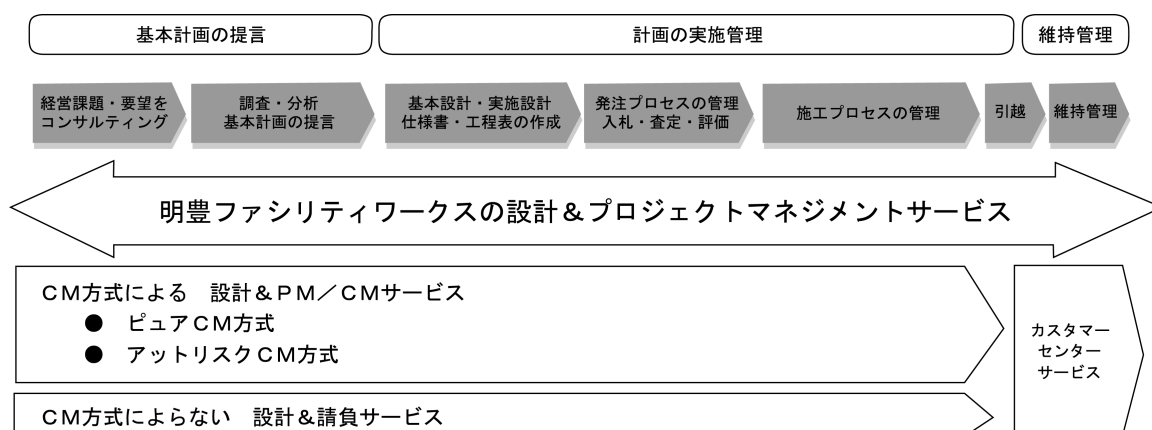 基本計画の提言
計画の実施管理
維持管理
経営課題・要望を
コンサルティング
調査・分析
基本計画の提言
基本設計・実施設計
仕様書・工程表の作成
発注プロセスの管理
入札・査定・評価
施工プロセスの管理
引越
維持管理
明豊ファシリティワークスの設計＆プロジェクトマネジメントサービス
ＣＭ方式による　設計＆ＰＭ／ＣＭサービス
●　ピュアＣＭ方式
●　アットリスクＣＭ方式
カスタマー
センター
サービス
ＣＭ方式によらない　設計＆請負サービス